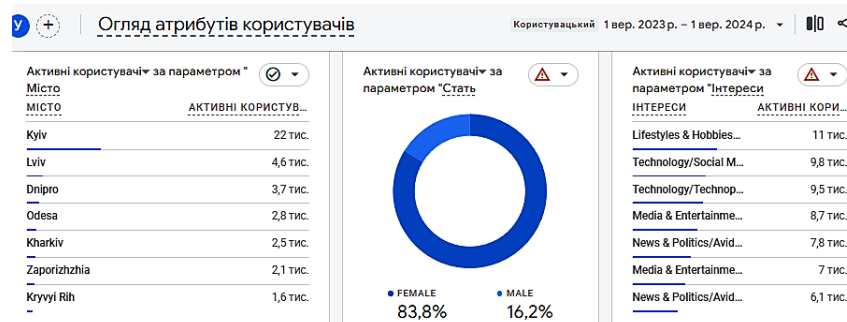 У + Огляд атрибутів користувачів Користувацький 1 вер. 2023 р. – 1 вер. 2024 р.
Активні користувачі за параметром "
Місто
МІСТО АКТИВНІ КОРИСТУВ...
Kyiv 22 тис.
Lviv 4,6 тис.
Dnipro 3,7 тис.
Odesa 2,8 тис.
Kharkiv 2,5 тис.
Zaporizhzhia 2,1 тис.
Kryvyi Rih 1,6 тис.
Активні користувачі за
параметром "Стать
FEMALE MALE
83,8% 16,2%
Активні користувачі за
параметром "Інтереси
ІНТЕРЕСИ АКТИВНІ КОРИ...
Lifestyles & Hobbies... 11 тис.
Technology/Social M... 9,8 тис.
Technology/Technop... 9,5 тис.
Media & Entertainme... 8,7 тис.
News & Politics/Avid... 7,8 тис.
Media & Entertainme... 7 тис.
News & Politics/Avid... 6,1 тис.